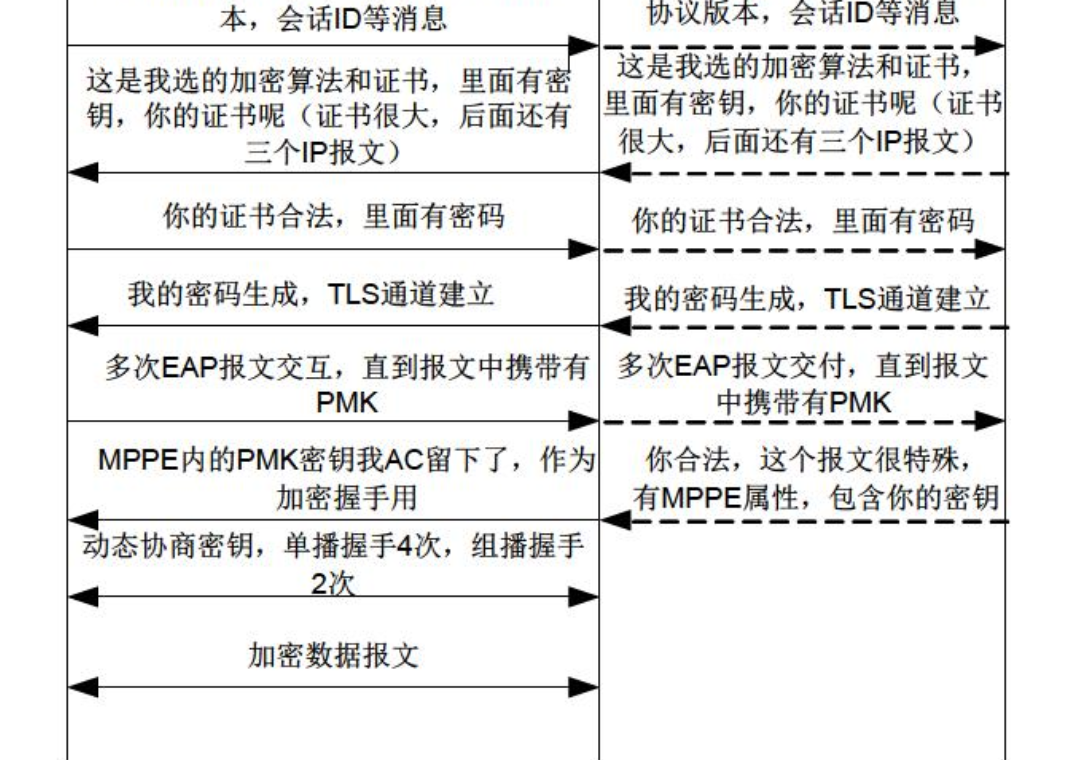 本，会话ID等消息
协议版本，会话ID等消息
这是我选的加密算法和证书，里面有密
钥，你的证书呢（证书很大，后面还有
三个IP报文）
这是我选的加密算法和证书，
里面有密钥，你的证书呢（证书
很大，后面还有三个IP报文）
你的证书合法，里面有密码
你的证书合法，里面有密码
我的密码生成，TLS通道建立
我的密码生成，TLS通道建立
多次EAP报文交互，直到报文中携带有
PMK
多次EAP报文交付，直到报文
中携带有PMK
MPPE内的PMK密钥我AC留下了，作为
加密握手用
你合法，这个报文很特殊，
有MPPE属性，包含你的密钥
动态协商密钥，单播握手4次，组播握手
2次
加密数据报文